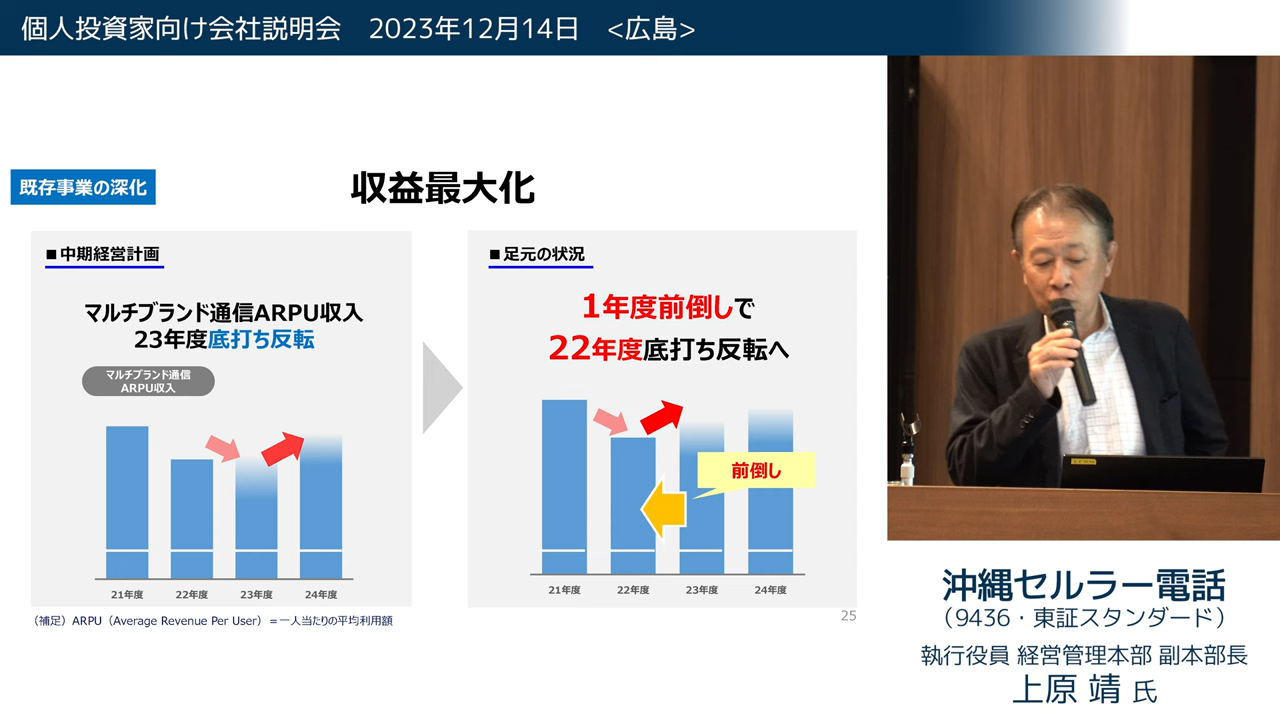 個人投資家向け会社説明会　2023年12月14日　<広島>
既存事業の深化
収益最大化
■中期経営計画
マルチブランド通信ARPU収入
23年度底打ち反転
マルチブランド通信
ARPU収入
21年度 22年度 23年度 24年度
（補足）ARPU（Average Revenue Per User）＝一人当たりの平均利用額
■足元の状況
1年度前倒しで
22年度底打ち反転へ
前倒し
21年度 22年度 23年度 24年度
25
沖縄セルラー電話
（9436・東証スタンダード）
執行役員 経営管理本部 副本部長
上原 靖 氏